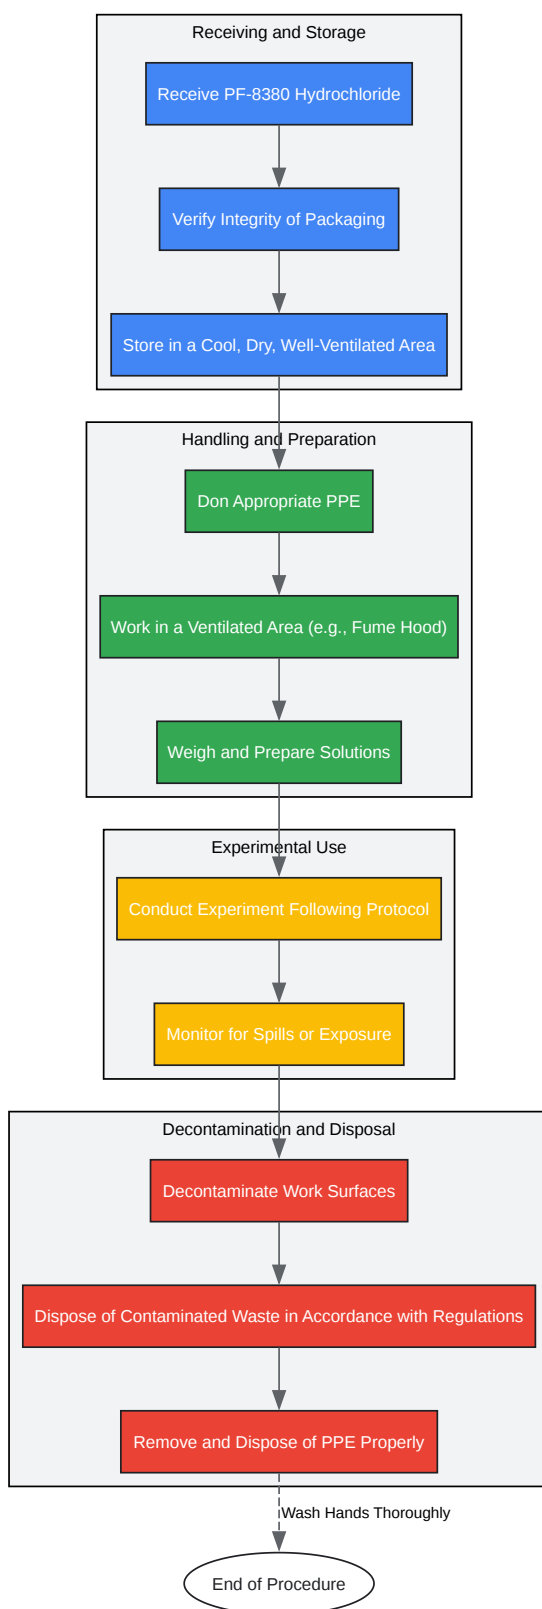 Receiving and Storage
Receive PF-8380 Hydrochloride
Verify Integrity of Packaging
Store in a Cool, Dry, Well-Ventilated Area
Handling and Preparation
Don Appropriate PPE
Work in a Ventilated Area (e.g., Fume Hood)
Weigh and Prepare Solutions
Experimental Use
Conduct Experiment Following Protocol
Monitor for Spills or Exposure
Decontamination and Disposal
Decontaminate Work Surfaces
Dispose of Contaminated Waste in Accordance with Regulations
Remove and Dispose of PPE Properly
Wash Hands Thoroughly
End of Procedure